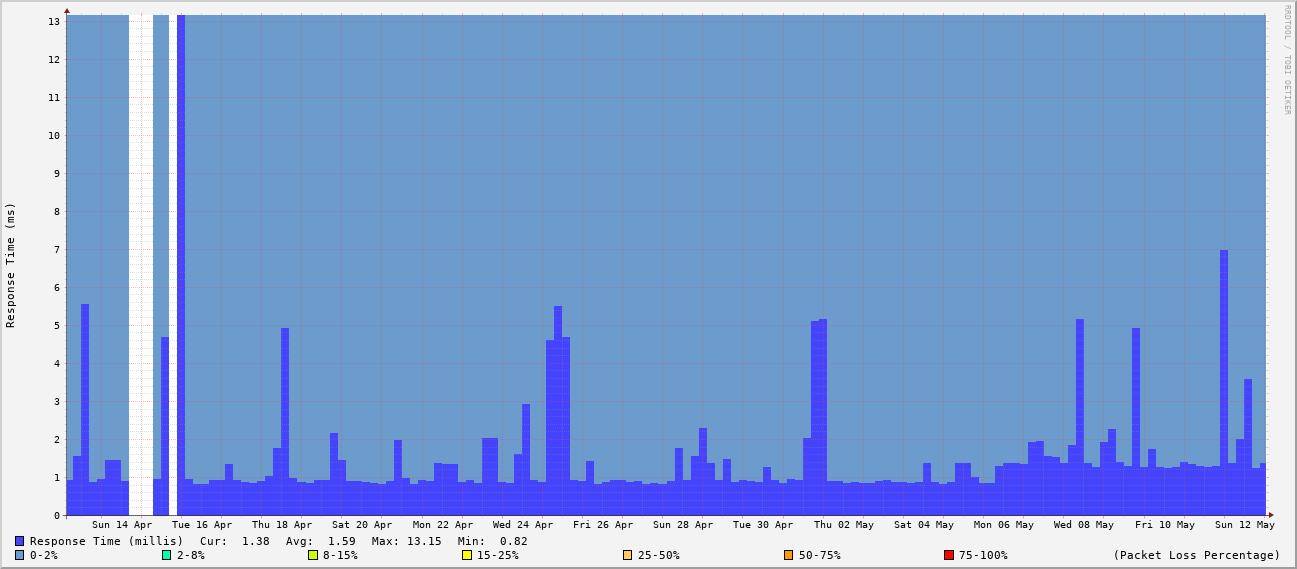 RRDTOOL / TOBI OETIKER
Response Time (ms)
13
12
11
10
9
8
7
6
5
4
3
2
1
0
Sun 14 Apr Tue 16 Apr Thu 18 Apr Sat 20 Apr Mon 22 Apr Wed 24 Apr Fri 26 Apr Sun 28 Apr Tue 30 Apr Thu 02 May Sat 04 May Mon 06 May Wed 08 May Fri 10 May Sun 12 May
Response Time (millis) Cur: 1.38 Avg: 1.59 Max: 13.15 Min: 0.82
0-2% 2-8% 8-15% 15-25% 25-50% 50-75% 75-100% (Packet Loss Percentage)